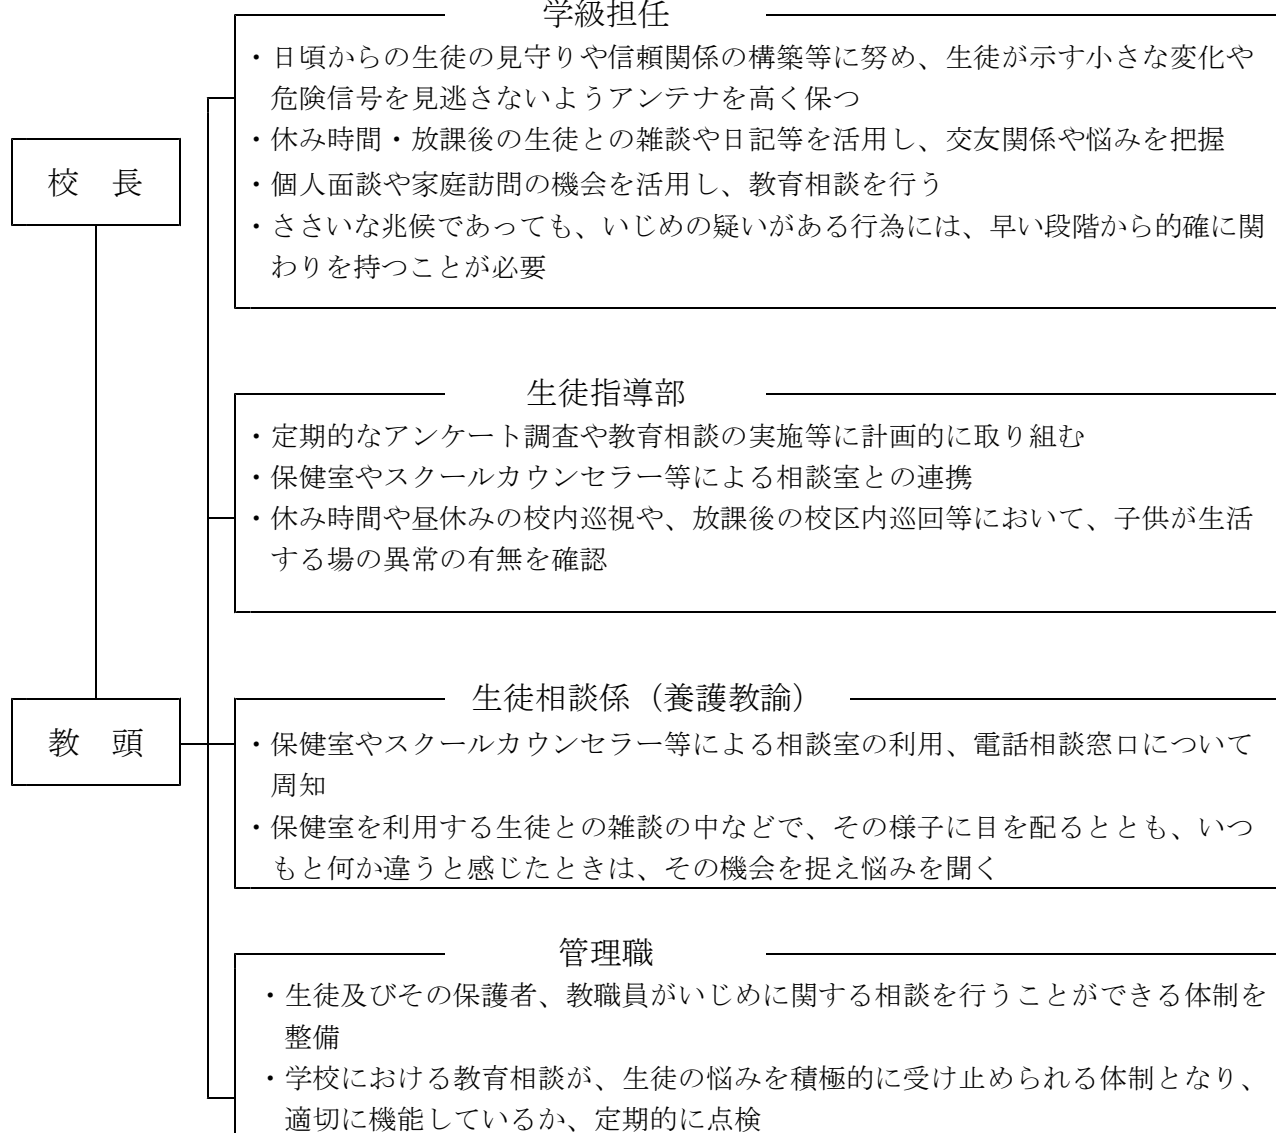 学級担任
・日頃からの生徒の見守りや信頼関係の構築等に努め、生徒が示す小さな変化や
危険信号を見逃さないようアンテナを高く保つ
・休み時間・放課後の生徒との雑談や日記等を活用し、交友関係や悩みを把握
・個人面談や家庭訪問の機会を活用し、教育相談を行う
・ささいな兆候であっても、いじめの疑いがある行為には、早い段階から的確に関
わりを持つことが必要
校　長
生徒指導部
・定期的なアンケート調査や教育相談の実施等に計画的に取り組む
・保健室やスクールカウンセラー等による相談室との連携
・休み時間や昼休みの校内巡視や、放課後の校区内巡回等において、子供が生活
する場の異常の有無を確認
生徒相談係（養護教諭）
教　頭
・保健室やスクールカウンセラー等による相談室の利用、電話相談窓口について
周知
・保健室を利用する生徒との雑談の中などで、その様子に目を配るととも、いつ
もと何か違うと感じたときは、その機会を捉え悩みを聞く
管理職
・生徒及びその保護者、教職員がいじめに関する相談を行うことができる体制を
整備
・学校における教育相談が、生徒の悩みを積極的に受け止められる体制となり、
適切に機能しているか、定期的に点検